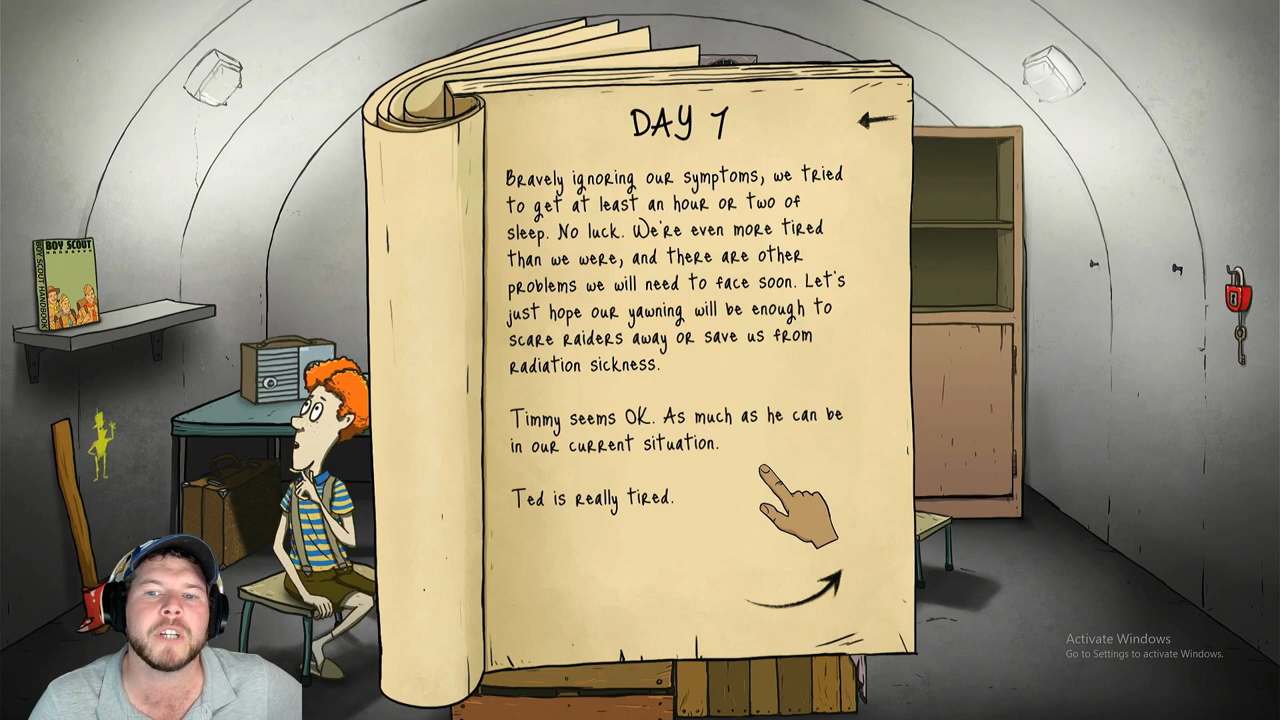 DAY 7
Bravely ignoring our symptoms, we tried
to get at least an hour or two of
sleep. No luck. We're even more tired
than we were, and there are other
problems we will need to face soon. Let's
just hope our yawning will be enough to
scare raiders away or save us from
radiation sickness.
Timmy seems OK. As much as he can be
in our current situation.
Ted is really tired.
BOY SCOUT
HANDBOOK
BOY SCOUT HANDBOOK
Activate Windows
Go to Settings to activate Windows.